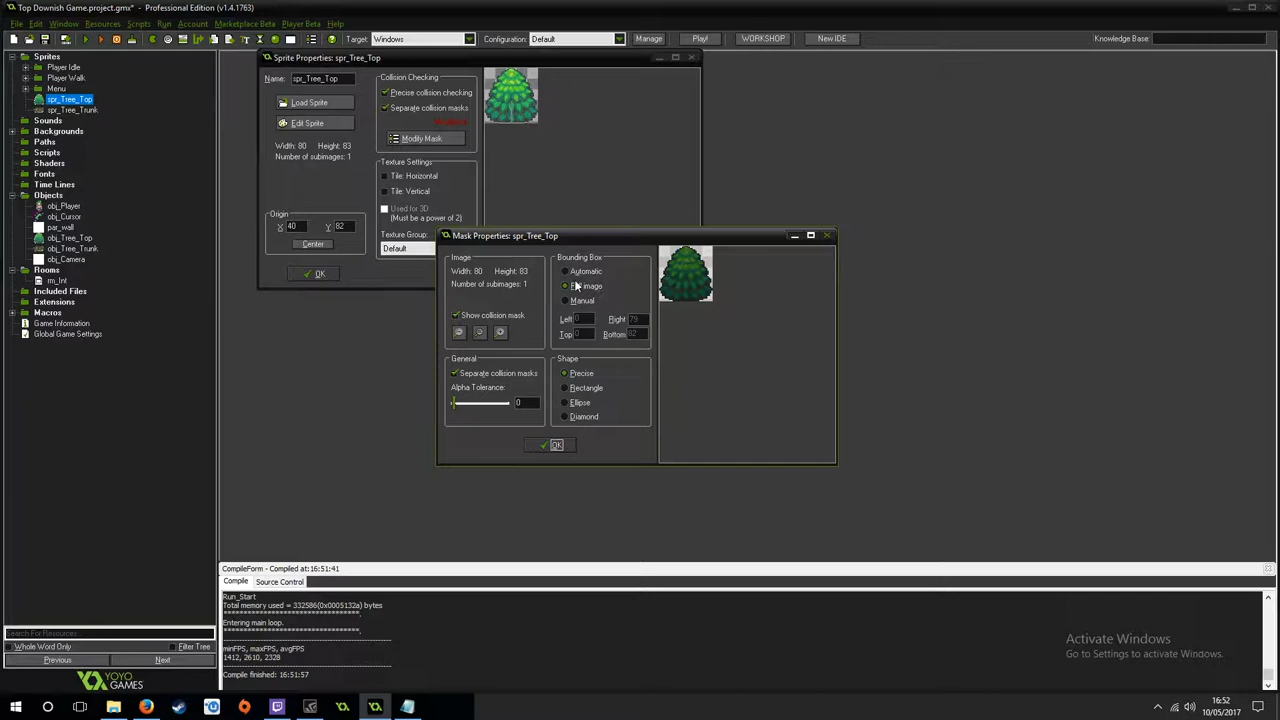 Top Downish Game.project.gmx* - Professional Edition (v1.4.1763)
File Edit Window Resources Scripts Run Account Marketplace Beta Player Beta Help
Target: Windows Configuration: Default Manage Play! WORKSHOP New IDE Knowledge Base
Sprites
Player Idle
Player Walk
Menu
spr_Tree_Top
spr_Tree_Trunk
Sounds
Backgrounds
Paths
Scripts
Shaders
Fonts
Time Lines
Objects
obj_Player
obj_Cursor
par_wall
obj_Tree_Top
obj_Tree_Trunk
obj_Camera
Rooms
rm_Int
Included Files
Extensions
Macros
Game Information
Global Game Settings
Search For Resources...
Whole Word Only Filter Tree
Previous Next
YOYO GAMES
Sprite Properties: spr_Tree_Top
Name: spr_Tree_Top
Load Sprite
Edit Sprite
Width: 80 Height: 83
Number of subimages: 1
Origin
X 40 Y 82
Center
OK
Collision Checking
Precise collision checking
Separate collision masks
Modify Mask
Texture Settings
Tile: Horizontal
Tile: Vertical
Used for 3D
(Must be a power of 2)
Texture Group:
Default
Mask Properties: spr_Tree_Top
Image
Width: 80 Height: 83
Number of subimages: 1
Show collision mask
General
Separate collision masks
Alpha Tolerance:
0
Bounding Box
Automatic
image
Manual
Left 0 Right 79
Top 0 Bottom 82
Shape
Precise
Rectangle
Ellipse
Diamond
OK
CompileForm - Compiled at:16:51:41
Compile Source Control
Run_Start
Total memory used = 332586(0x0005132a) bytes
**********************************.
Entering main loop.
**********************************.
minFPS, maxFPS, avgFPS
1412, 2610, 2328
Compile finished: 16:51:57
Activate Windows
Go to Settings to activate Windows.
16:52
10/05/2017